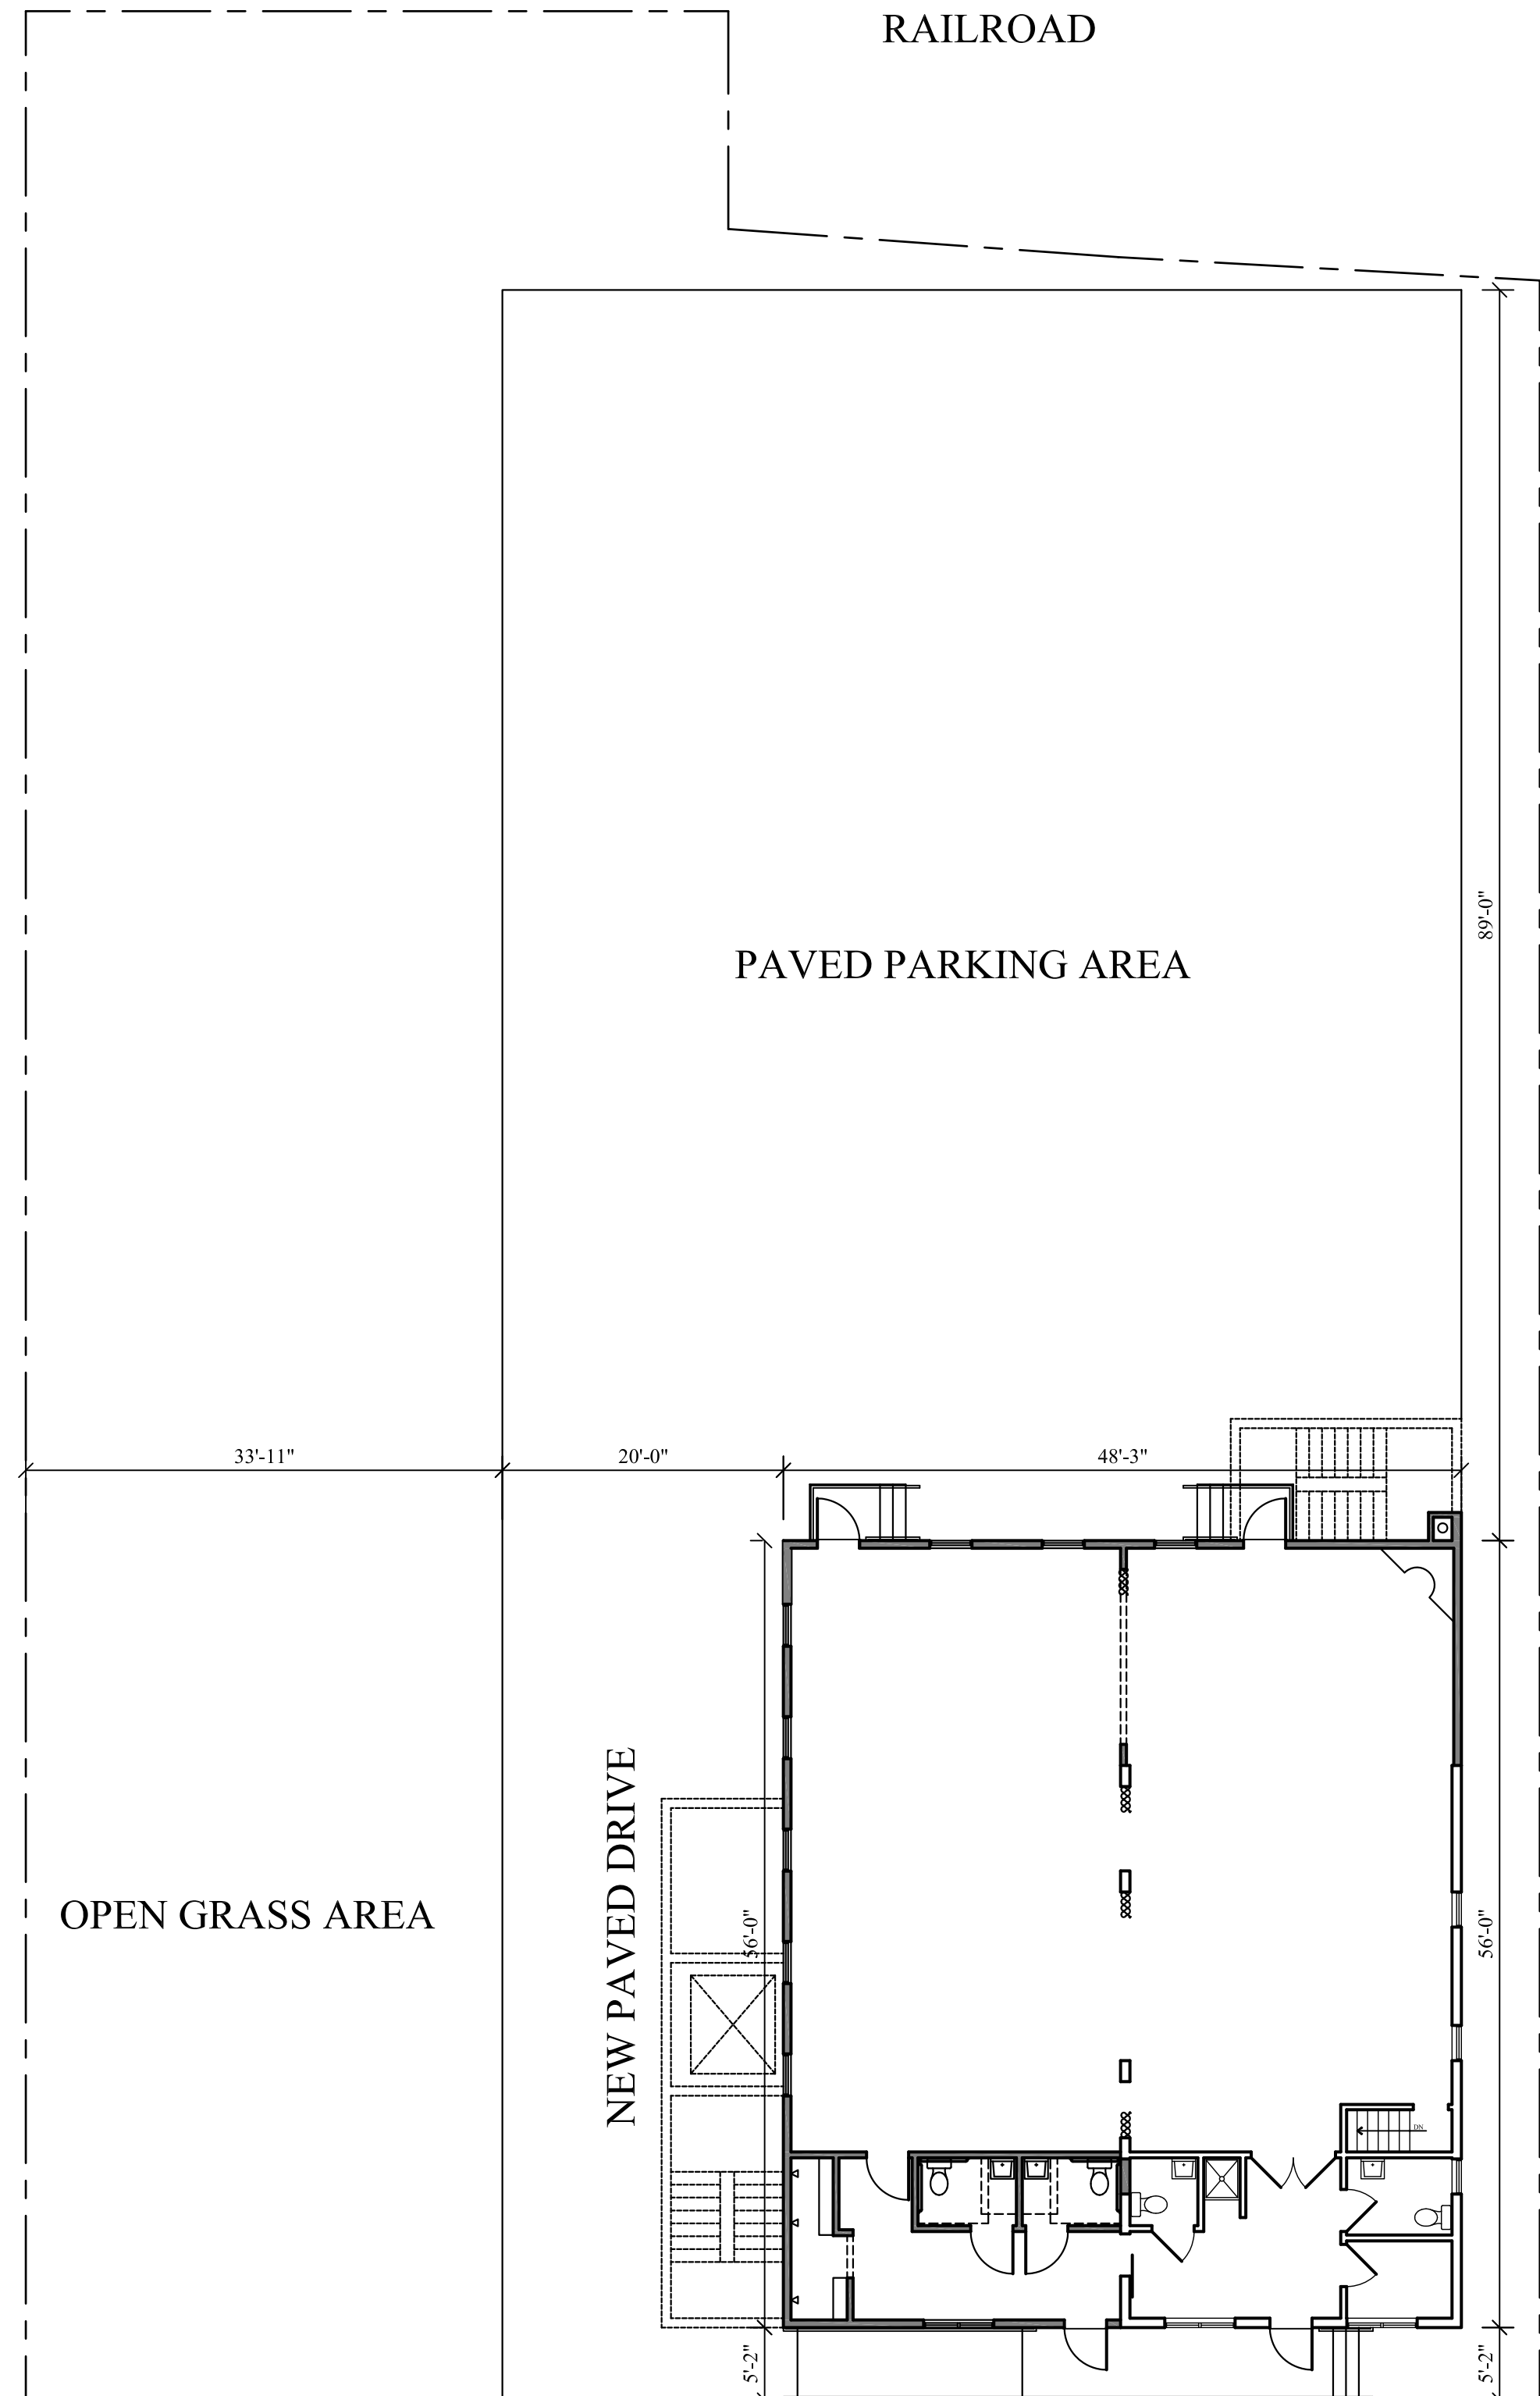 RAILROAD
89'-0"
PAVED PARKING AREA
33'-11"
20'-0"
48'-3"
NEW PAVED DRIVE
OPEN GRASS AREA
56'-0"
56'-0"
DN.
5'-2"
5'-2"